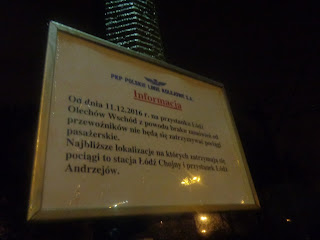 PKP POLSKIE LINIE KOLEJOWE S.A.
Informacja
Od dnia 11.12.2016 r. na przystanku Łódź
Olechów Wschód z powodu braku zamówień od
przewoźników nie będą się zatrzymywać pociągi
pasażerskie.
Najbliższe lokalizacje na których zatrzymują się
pociągi to stacja Łódź Chojny i przystanek Łódź
Andrzejów.